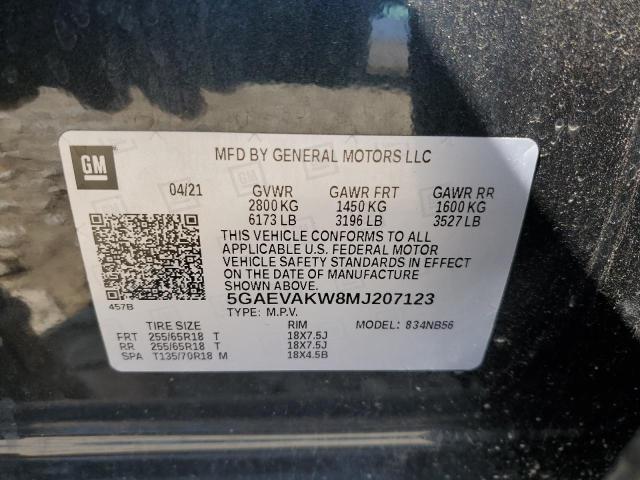 GM
MFD BY GENERAL MOTORS LLC
04/21 GVWR GAWR FRT GAWR RR
2800 KG 1450 KG 1600 KG
6173 LB 3196 LB 3527 LB
THIS VEHICLE CONFORMS TO ALL
APPLICABLE U.S. FEDERAL MOTOR
VEHICLE SAFETY STANDARDS IN EFFECT
ON THE DATE OF MANUFACTURE
SHOWN ABOVE.
5GAEVAKW8MJ207123
457B
TYPE: M.P.V.
MODEL: 834NB56
TIRE SIZE RIM
FRT 255/65R18 T 18X7.5J
RR 255/65R18 T 18X7.5J
SPA T135/70R18 M 18X4.5B